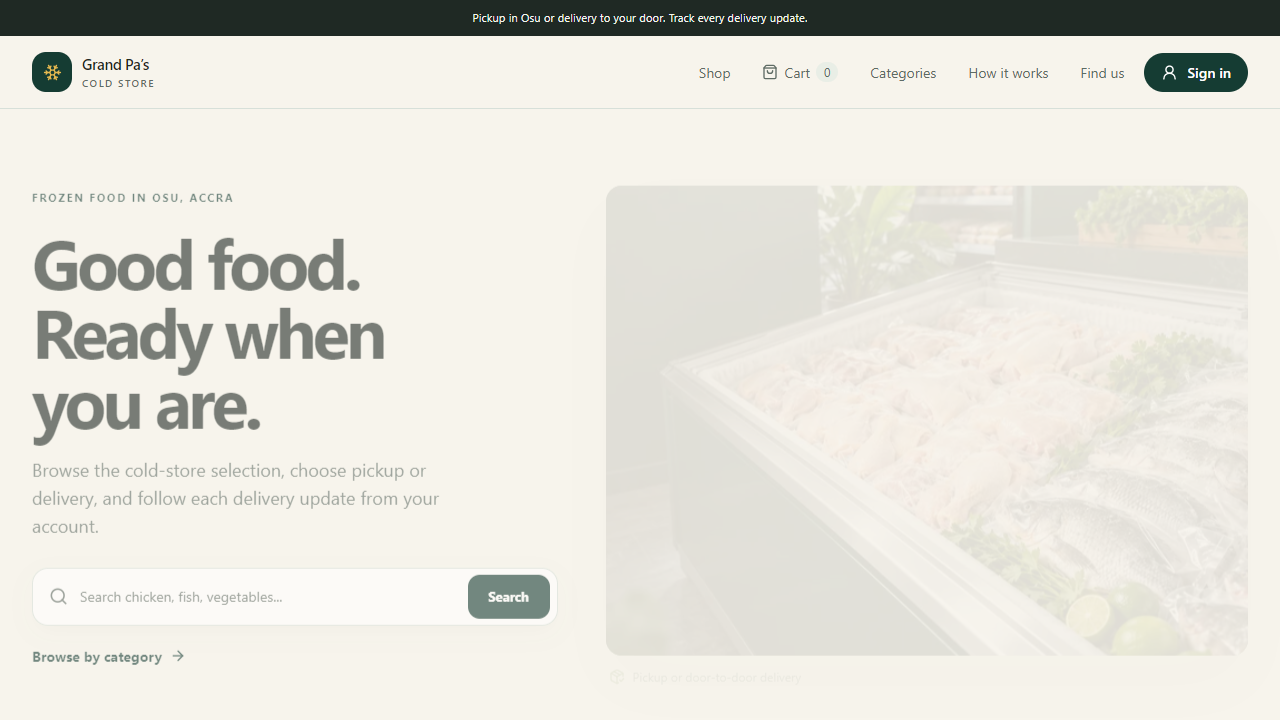 Pickup in Osu or delivery to your door. Track every delivery update.
Grand Pa's
COLD STORE
Shop
Cart 0
Categories
How it works
Find us
Sign in
FROZEN FOOD IN OSU, ACCRA
Good food.
Ready when
you are.
Browse the cold-store selection, choose pickup or
delivery, and follow each delivery update from your
account.
Search chicken, fish, vegetables...
Search
Browse by category
Pickup or door-to-door delivery